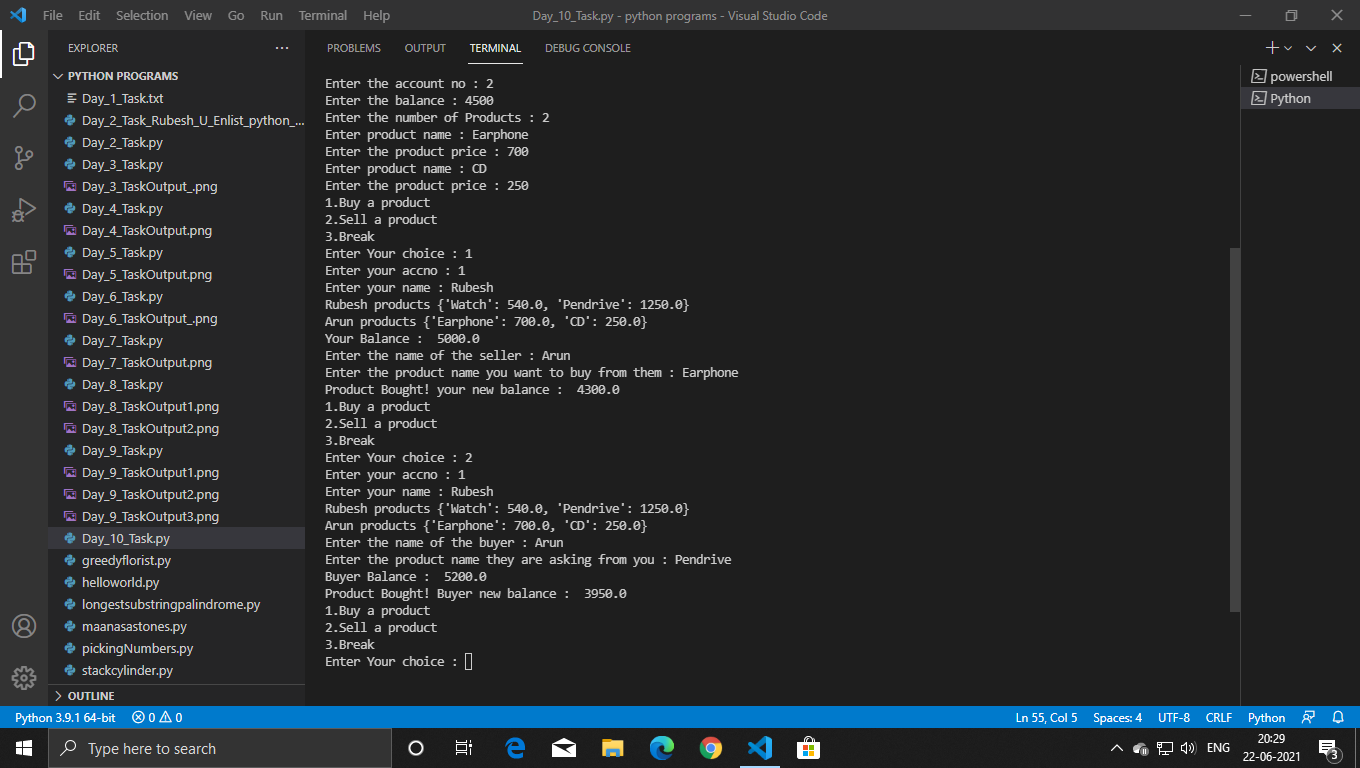 File Edit Selection View Go Run Terminal Help
Day_10_Task.py - python programs - Visual Studio Code
EXPLORER
PYTHON PROGRAMS
Day_1_Task.txt
Day_2_Task_Rubesh_U_Enlist_python_...
Day_2_Task.py
Day_3_Task.py
Day_3_TaskOutput_.png
Day_4_Task.py
Day_4_TaskOutput.png
Day_5_Task.py
Day_5_TaskOutput.png
Day_6_Task.py
Day_6_TaskOutput_.png
Day_7_Task.py
Day_7_TaskOutput.png
Day_8_Task.py
Day_8_TaskOutput1.png
Day_8_TaskOutput2.png
Day_9_Task.py
Day_9_TaskOutput1.png
Day_9_TaskOutput2.png
Day_9_TaskOutput3.png
Day_10_Task.py
greedyflorist.py
helloworld.py
longestsubstringpalindrome.py
maanasastones.py
pickingNumbers.py
stackcylinder.py
OUTLINE
PROBLEMS OUTPUT TERMINAL DEBUG CONSOLE
Enter the account no : 2
Enter the balance : 4500
Enter the number of Products : 2
Enter product name : Earphone
Enter the product price : 700
Enter product name : CD
Enter the product price : 250
1.Buy a product
2.Sell a product
3.Break
Enter Your choice : 1
Enter your accno : 1
Enter your name : Rubesh
Rubesh products {'Watch': 540.0, 'Pendrive': 1250.0}
Arun products {'Earphone': 700.0, 'CD': 250.0}
Your Balance :  5000.0
Enter the name of the seller : Arun
Enter the product name you want to buy from them : Earphone
Product Bought! your new balance :  4300.0
1.Buy a product
2.Sell a product
3.Break
Enter Your choice : 2
Enter your accno : 1
Enter your name : Rubesh
Rubesh products {'Watch': 540.0, 'Pendrive': 1250.0}
Arun products {'Earphone': 700.0, 'CD': 250.0}
Enter the name of the buyer : Arun
Enter the product name they are asking from you : Pendrive
Buyer Balance :  5200.0
Product Bought! Buyer new balance :  3950.0
1.Buy a product
2.Sell a product
3.Break
Enter Your choice :
powershell
Python
Python 3.9.1 64-bit 0 0
Ln 55, Col 5 Spaces: 4 UTF-8 CRLF Python
Type here to search
ENG
20:29
22-06-2021
3